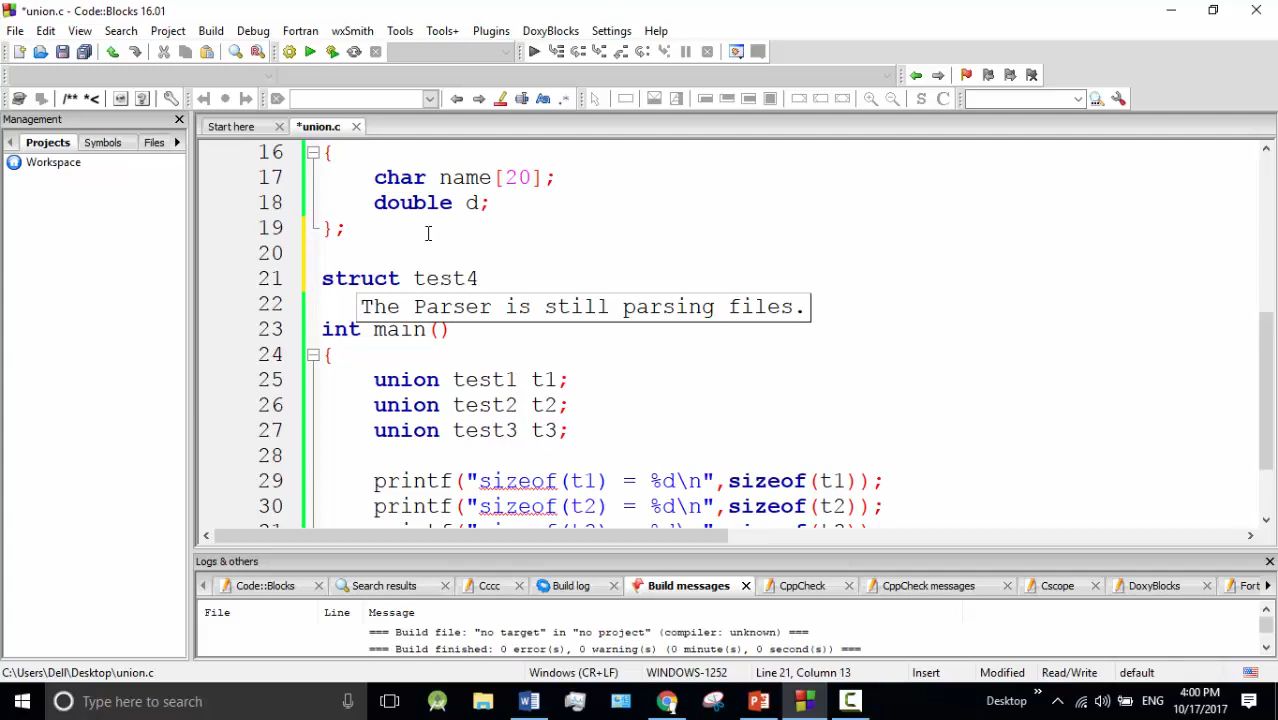 *union.c - Code::Blocks 16.01
File Edit View Search Project Build Debug Fortran wxSmith Tools Tools+ Plugins DoxyBlocks Settings Help
/** *<
S C
Management
Projects Symbols Files
Workspace
Start here *union.c
16 {
17 char name[20];
18 double d;
19 };
20
21 struct test4
The Parser is still parsing files.
22
23 int main()
24 {
25 union test1 t1;
26 union test2 t2;
27 union test3 t3;
28
29 printf("sizeof(t1) = %d\n",sizeof(t1));
30 printf("sizeof(t2) = %d\n",sizeof(t2));
Logs & others
Code::Blocks Search results Cccc Build log Build messages CppCheck CppCheck messages Cscope DoxyBlocks Fort
File Line Message
=== Build file: "no target" in "no project" (compiler: unknown) ===
=== Build finished: 0 error(s), 0 warning(s) (0 minute(s), 0 second(s)) ===
C:\Users\Dell\Desktop\union.c Windows (CR+LF) WINDOWS-1252 Line 21, Column 13 Insert Modified Read/Write default
Type here to search
Desktop
ENG
4:00 PM
10/17/2017